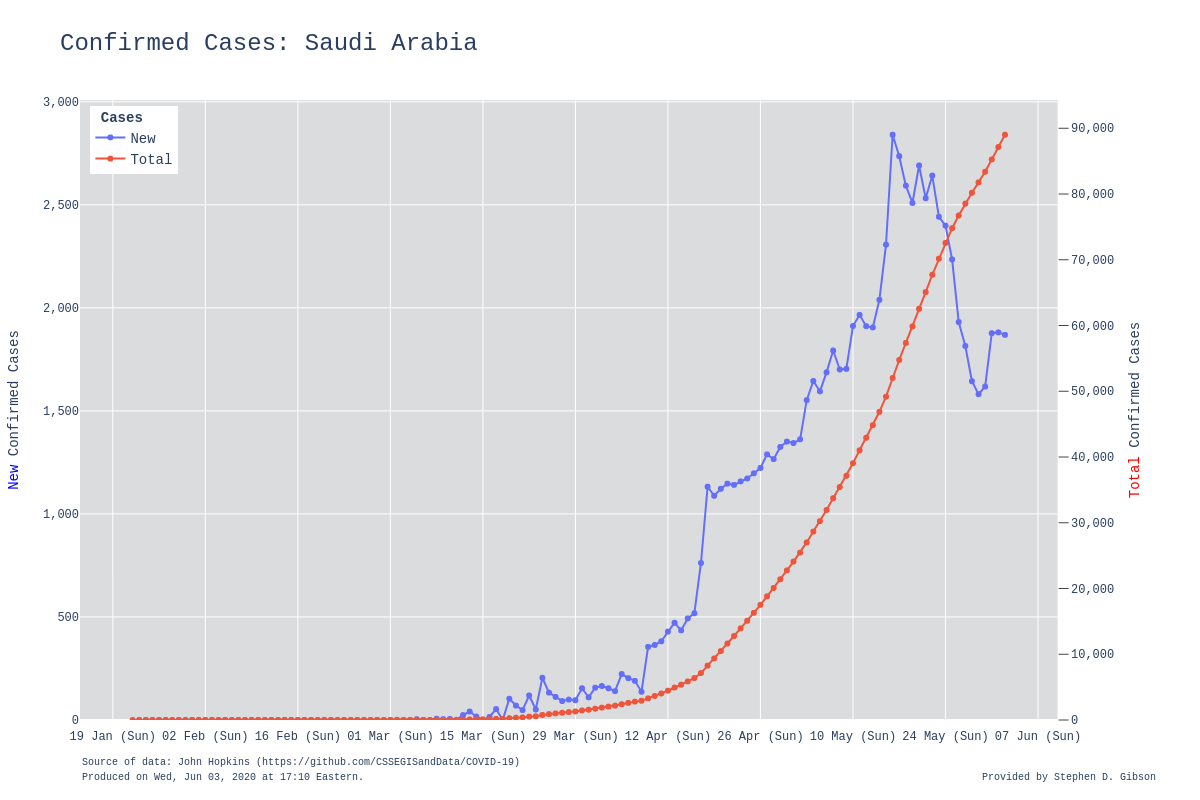 Confirmed Cases: Saudi Arabia
Cases
New
Total
3,000
2,500
2,000
1,500
1,000
500
0
New Confirmed Cases
90,000
80,000
70,000
60,000
50,000
40,000
30,000
20,000
10,000
0
Total Confirmed Cases
19 Jan (Sun) 02 Feb (Sun) 16 Feb (Sun) 01 Mar (Sun) 15 Mar (Sun) 29 Mar (Sun) 12 Apr (Sun) 26 Apr (Sun) 10 May (Sun) 24 May (Sun) 07 Jun (Sun)
Source of data: John Hopkins (https://github.com/CSSEGISandData/COVID-19)
Produced on Wed, Jun 03, 2020 at 17:10 Eastern.
Provided by Stephen D. Gibson